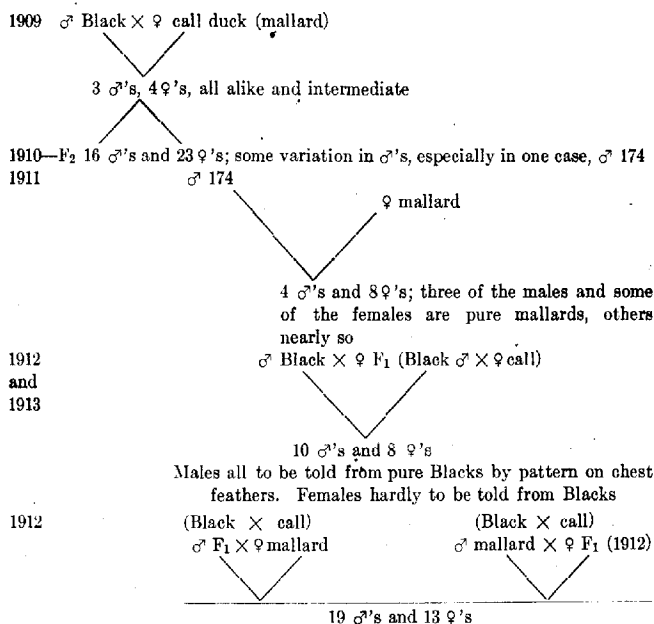 1909 ♂ Black × ♀ call duck (mallard)
3 ♂'s, 4♀'s, all alike and intermediate
1910—F₂ 16 ♂'s and 23 ♀'s; some variation in ♂'s, especially in one case, ♂ 174
1911 ♂ 174
♀ mallard
4 ♂'s and 8♀'s; three of the males and some
of the females are pure mallards, others
nearly so
1912 ♂ Black × ♀ F₁ (Black ♂ × ♀ call)
and
1913
10 ♂'s and 8 ♀'s
Males all to be told from pure Blacks by pattern on chest
feathers. Females hardly to be told from Blacks
1912 (Black × call) (Black × call)
♂ F₁ × ♀ mallard ♂ mallard × ♀ F₁ (1912)
19 ♂'s and 13 ♀'s